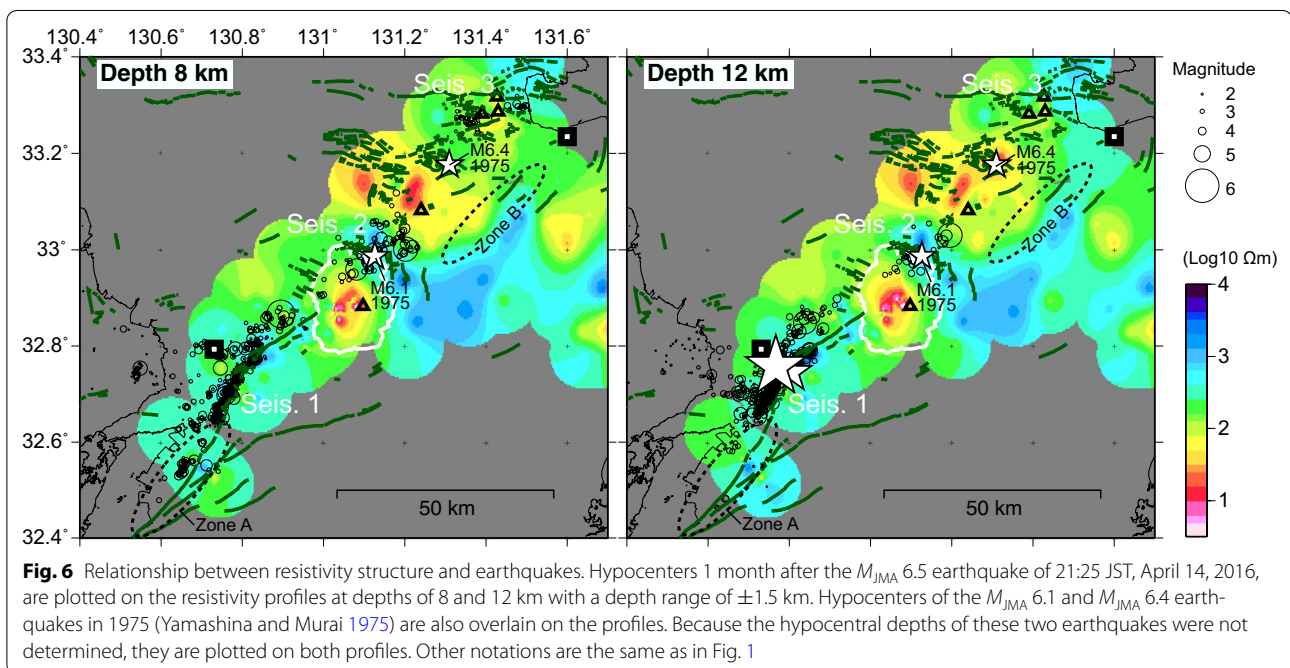 130.4˚ 130.6˚ 130.8˚ 131˚ 131.2˚ 131.4˚ 131.6˚
33.4˚
33.2˚
33˚
32.8˚
32.6˚
32.4˚
Depth 8 km
Seis. 3
M6.4
1975
Seis. 2
Zone B
M6.1
1975
Seis. 1
50 km
Zone A
Depth 12 km
Seis. 3
M6.4
1975
Seis. 2
Zone B
M6.1
1975
Seis. 1
50 km
Zone A
Magnitude
2
3
4
5
6
(Log10 Ωm)
4
3
2
1
Fig. 6 Relationship between resistivity structure and earthquakes. Hypocenters 1 month after the MJMA 6.5 earthquake of 21:25 JST, April 14, 2016,
are plotted on the resistivity profiles at depths of 8 and 12 km with a depth range of ±1.5 km. Hypocenters of the MJMA 6.1 and MJMA 6.4 earth-
quakes in 1975 (Yamashina and Murai 1975) are also overlain on the profiles. Because the hypocentral depths of these two earthquakes were not
determined, they are plotted on both profiles. Other notations are the same as in Fig. 1